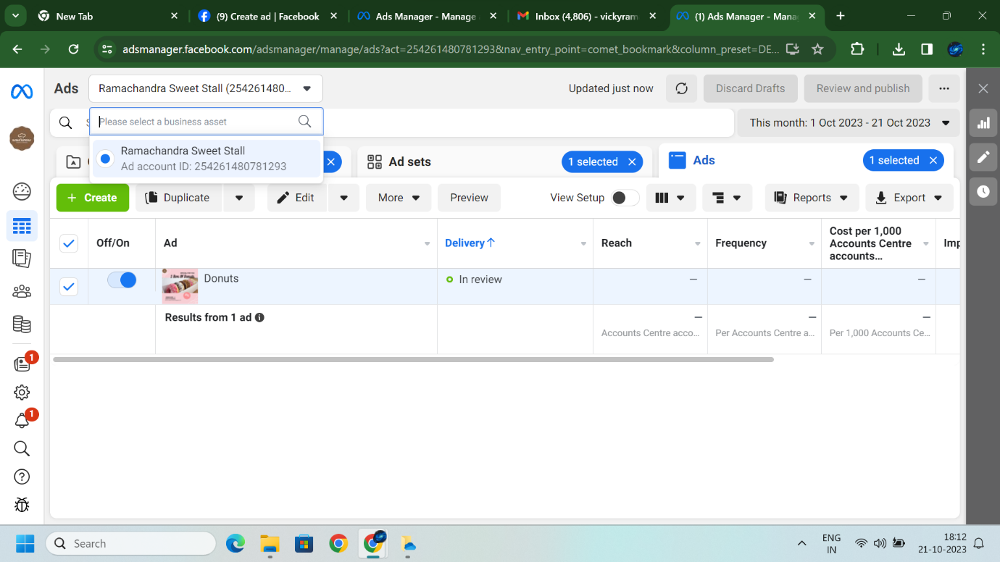 New Tab
(9) Create ad | Facebook
Ads Manager - Manage
Inbox (4,806) - vickyram
(1) Ads Manager - Mana
adsmanager.facebook.com/adsmanager/manage/ads?act=254261480781293&nav_entry_point=comet_bookmark&column_preset=DE...
Ads
Ramachandra Sweet Stall (254261480...
Updated just now
Discard Drafts
Review and publish
Please select a business asset
This month: 1 Oct 2023 - 21 Oct 2023
Ramachandra Sweet Stall
Ad account ID: 254261480781293
Ad sets
1 selected
Ads
1 selected
+ Create
Duplicate
Edit
More
Preview
View Setup
Reports
Export
Off/On
Ad
Delivery↑
Reach
Frequency
Cost per 1,000
Accounts Centre
accounts...
Imp
Donuts
In review
—
—
—
Results from 1 ad
—
—
—
Accounts Centre acco...
Per Accounts Centre a...
Per 1,000 Accounts Ce...
1
1
Search
ENG
IN
18:12
21-10-2023